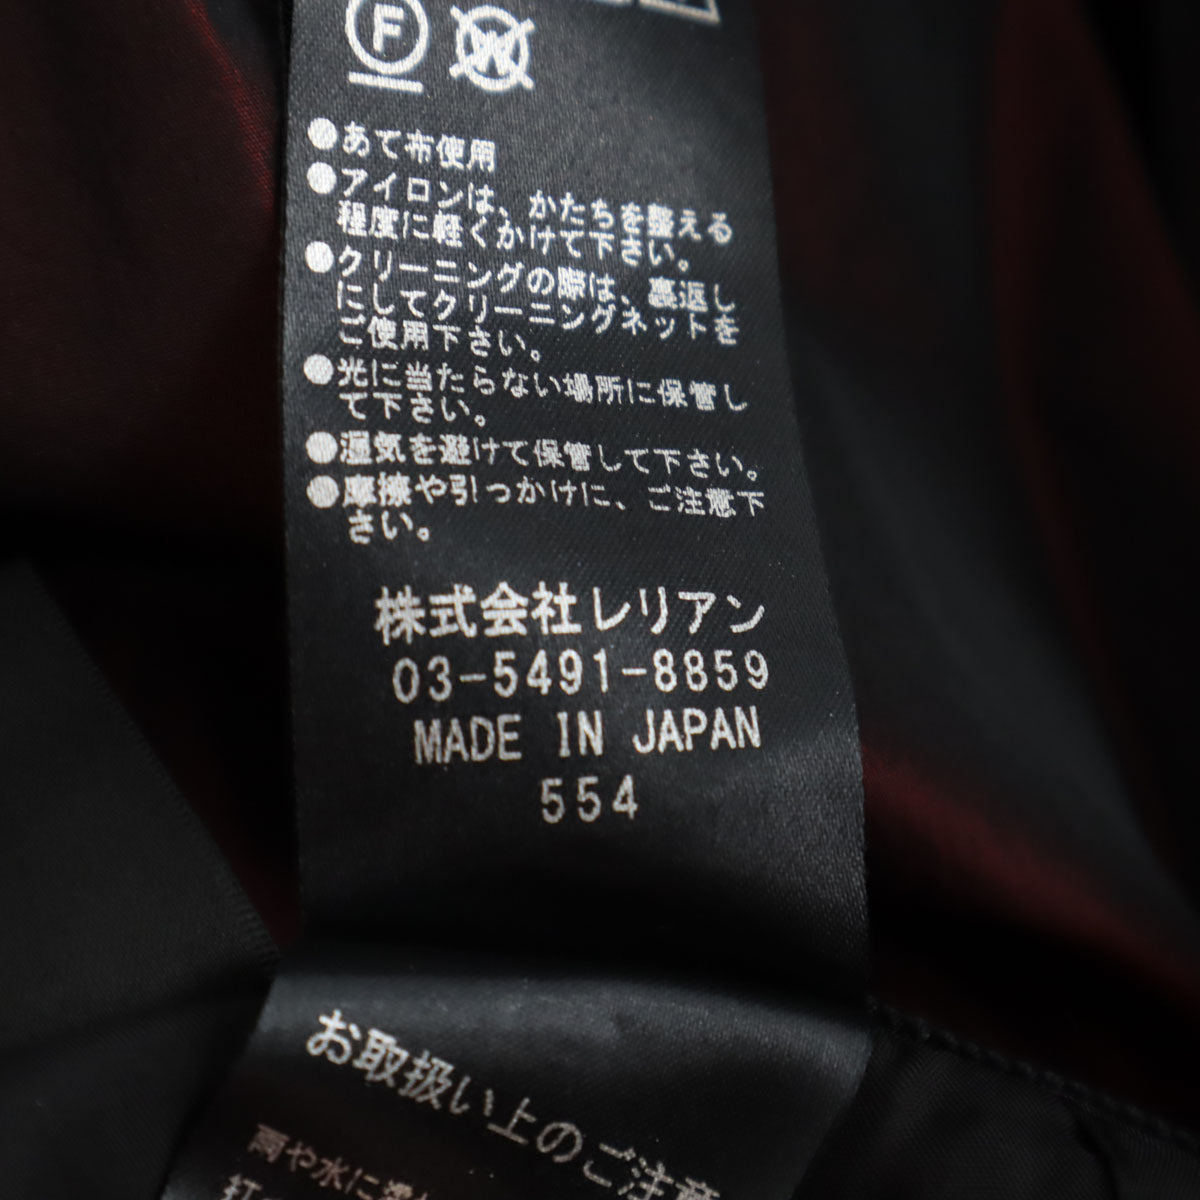 F
W
●あて布使用
●アイロンは、かたちを整える
程度に軽くかけて下さい。
●クリーニングの際は、裏返し
にしてクリーニングネットを
ご使用下さい。
●光に当たらない場所に保管し
て下さい。
●湿気を避けて保管して下さい。
●摩擦や引っかけに、ご注意下
さい。
株式会社レリアン
03-5491-8859
MADE IN JAPAN
554
お取扱い上のご注意
雨や水に濡れ